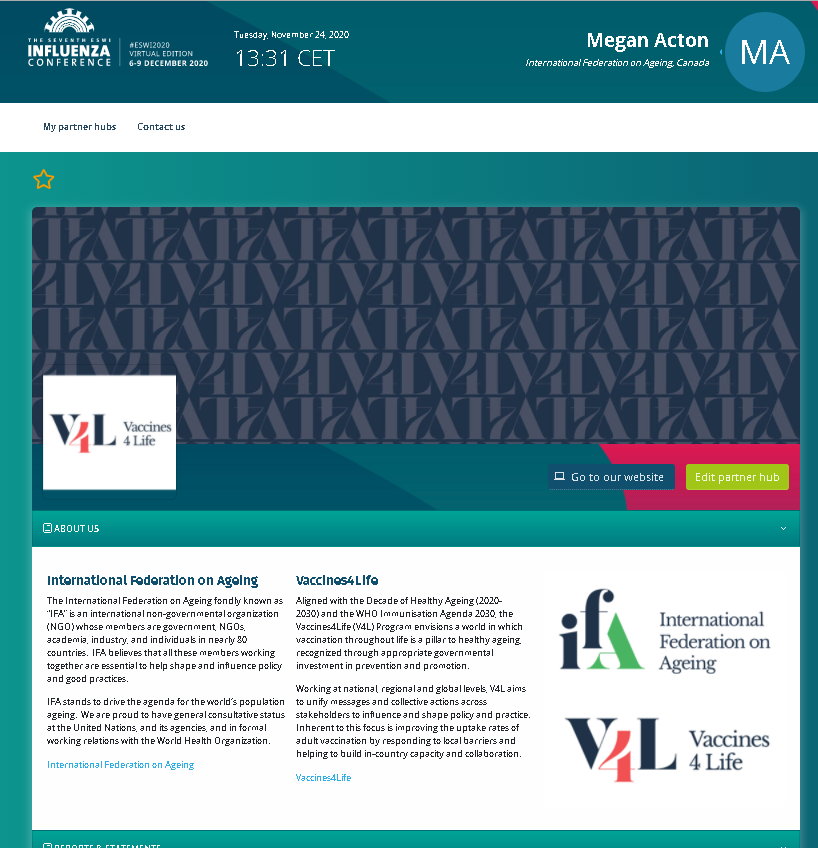 THE SEVENTH ESWI
INFLUENZA
CONFERENCE
#ESWI2020
VIRTUAL EDITION
6-9 DECEMBER 2020
Tuesday, November 24, 2020
13:31 CET
Megan Acton
International Federation on Ageing, Canada
MA
My partner hubs
Contact us
V4L Vaccines
4 Life
Go to our website
Edit partner hub
ABOUT US
International Federation on Ageing
The International Federation on Ageing fondly known as
“IFA” is an international non-governmental organization
(NGO) whose members are government, NGOs,
academia, industry, and individuals in nearly 80
countries. IFA believes that all these members working
together are essential to help shape and influence policy
and good practices.
IFA stands to drive the agenda for the world's population
ageing. We are proud to have general consultative status
at the United Nations, and its agencies, and in formal
working relations with the World Health Organization.
International Federation on Ageing
Vaccines4Life
Aligned with the Decade of Healthy Ageing (2020-
2030) and the WHO Immunisation Agenda 2030, the
Vaccines4Life (V4L) Program envisions a world in which
vaccination throughout life is a pillar to healthy ageing,
recognized through appropriate governmental
investment in prevention and promotion.
Working at national, regional and global levels, V4L aims
to unify messages and collective actions across
stakeholders to influence and shape policy and practice.
Inherent to this focus is improving the uptake rates of
adult vaccination by responding to local barriers and
helping to build in-country capacity and collaboration.
Vaccines4Life
ifA International
Federation on
Ageing
V4L Vaccines
4 Life
REPORTS & STATEMENTS